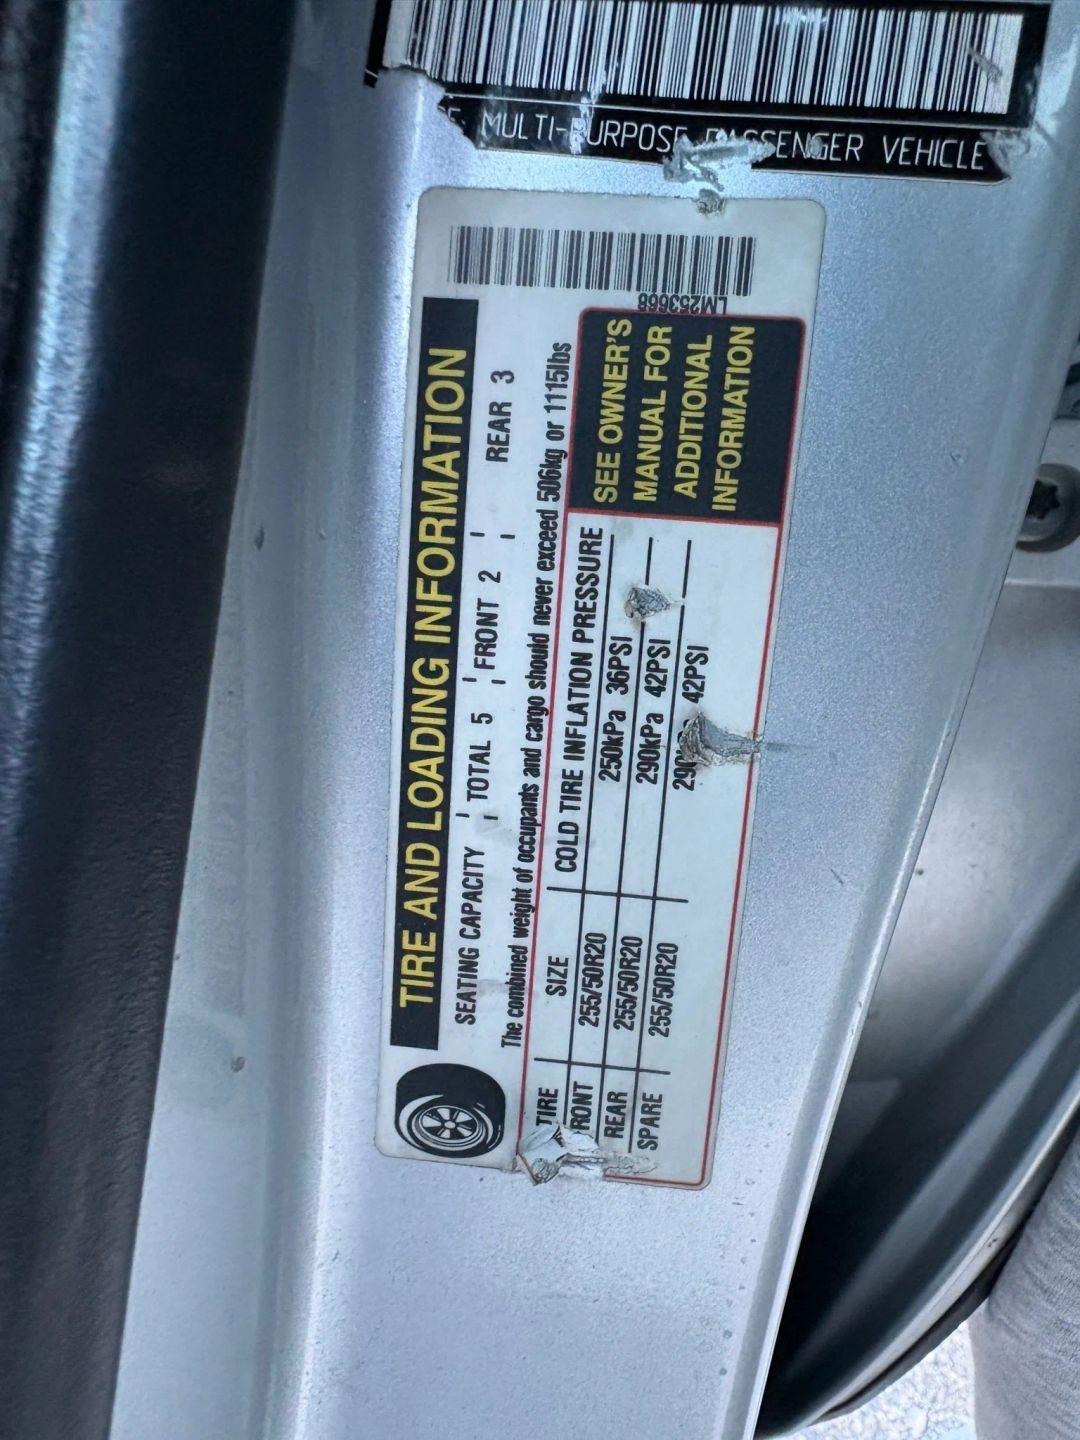 MULTI-PURPOSE PASSENGER VEHICLE
LM253668
TIRE AND LOADING INFORMATION
SEATING CAPACITY TOTAL 5 FRONT 2 REAR 3
The combined weight of occupants and cargo should never exceed 506kg or 1115lbs
TIRE SIZE COLD TIRE INFLATION PRESSURE
RONT 255/50R20 250kPa 36PSI
REAR 255/50R20 290kPa 42PSI
SPARE 255/50R20 42PSI
SEE OWNER'S
MANUAL FOR
ADDITIONAL
INFORMATION